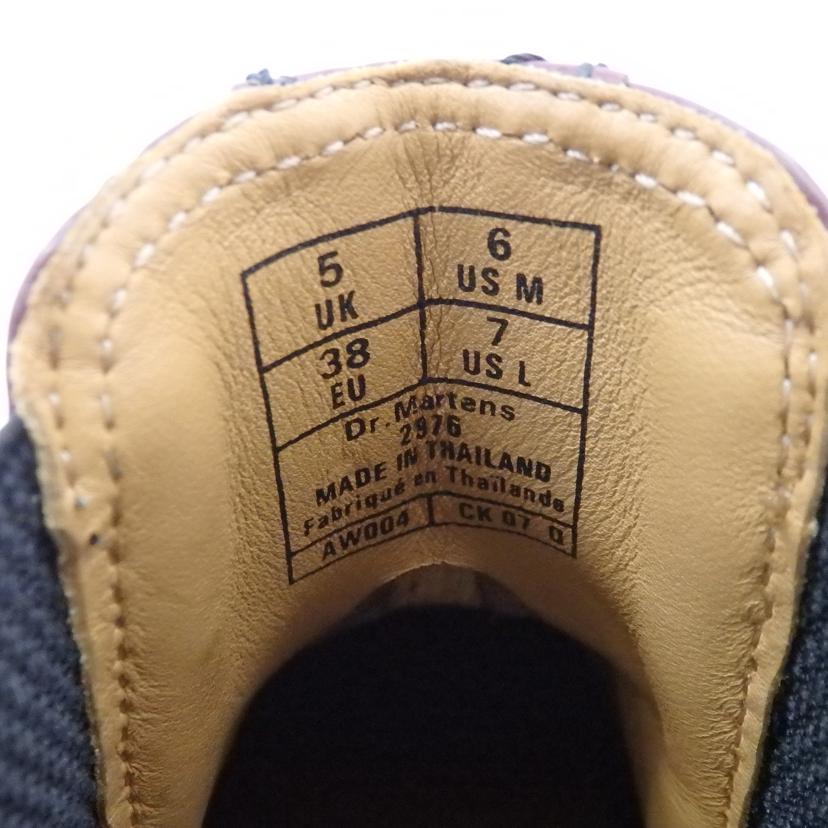 5
UK
6
US M
38
EU
7
US L
Dr. Martens
2976
MADE IN THAILAND
Fabriqué en Thaïlande
AW004
CK 07 Q